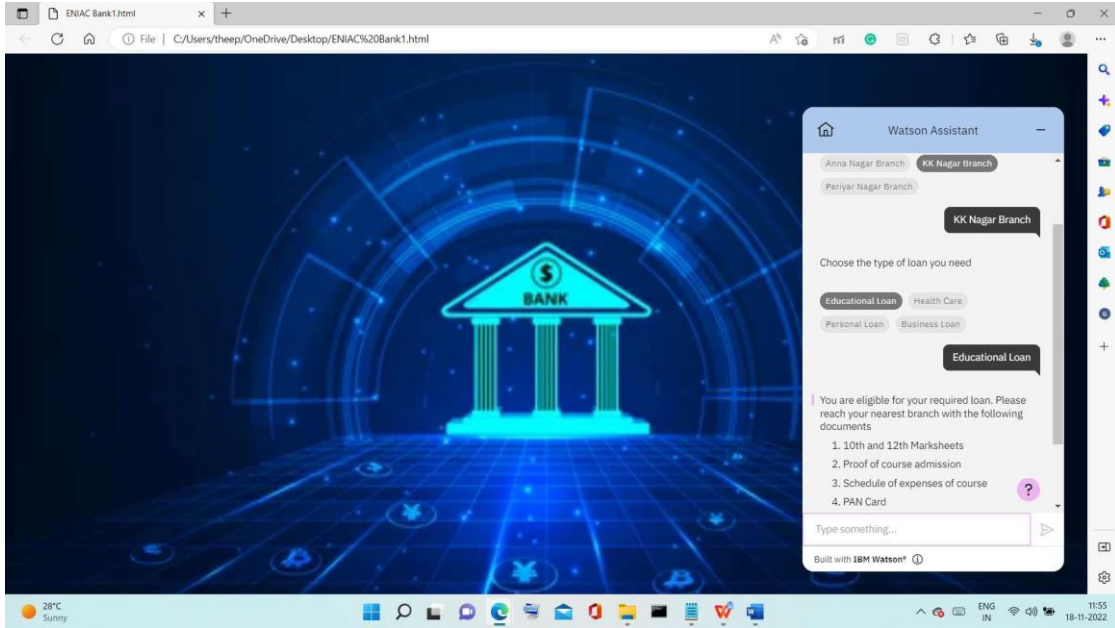 ENIAC Bank1.html
File | C:/Users/theep/OneDrive/Desktop/ENIAC%20Bank1.html
$
BANK
Watson Assistant
Anna Nagar Branch KK Nagar Branch
Periyar Nagar Branch
KK Nagar Branch
Choose the type of loan you need
Educational Loan Health Care
Personal Loan Business Loan
Educational Loan
You are eligible for your required loan. Please
reach your nearest branch with the following
documents
1. 10th and 12th Marksheets
2. Proof of course admission
3. Schedule of expenses of course
4. PAN Card
?
Type something...
Built with IBM Watson®
28°C
Sunny
ENG
IN
11:55
18-11-2022